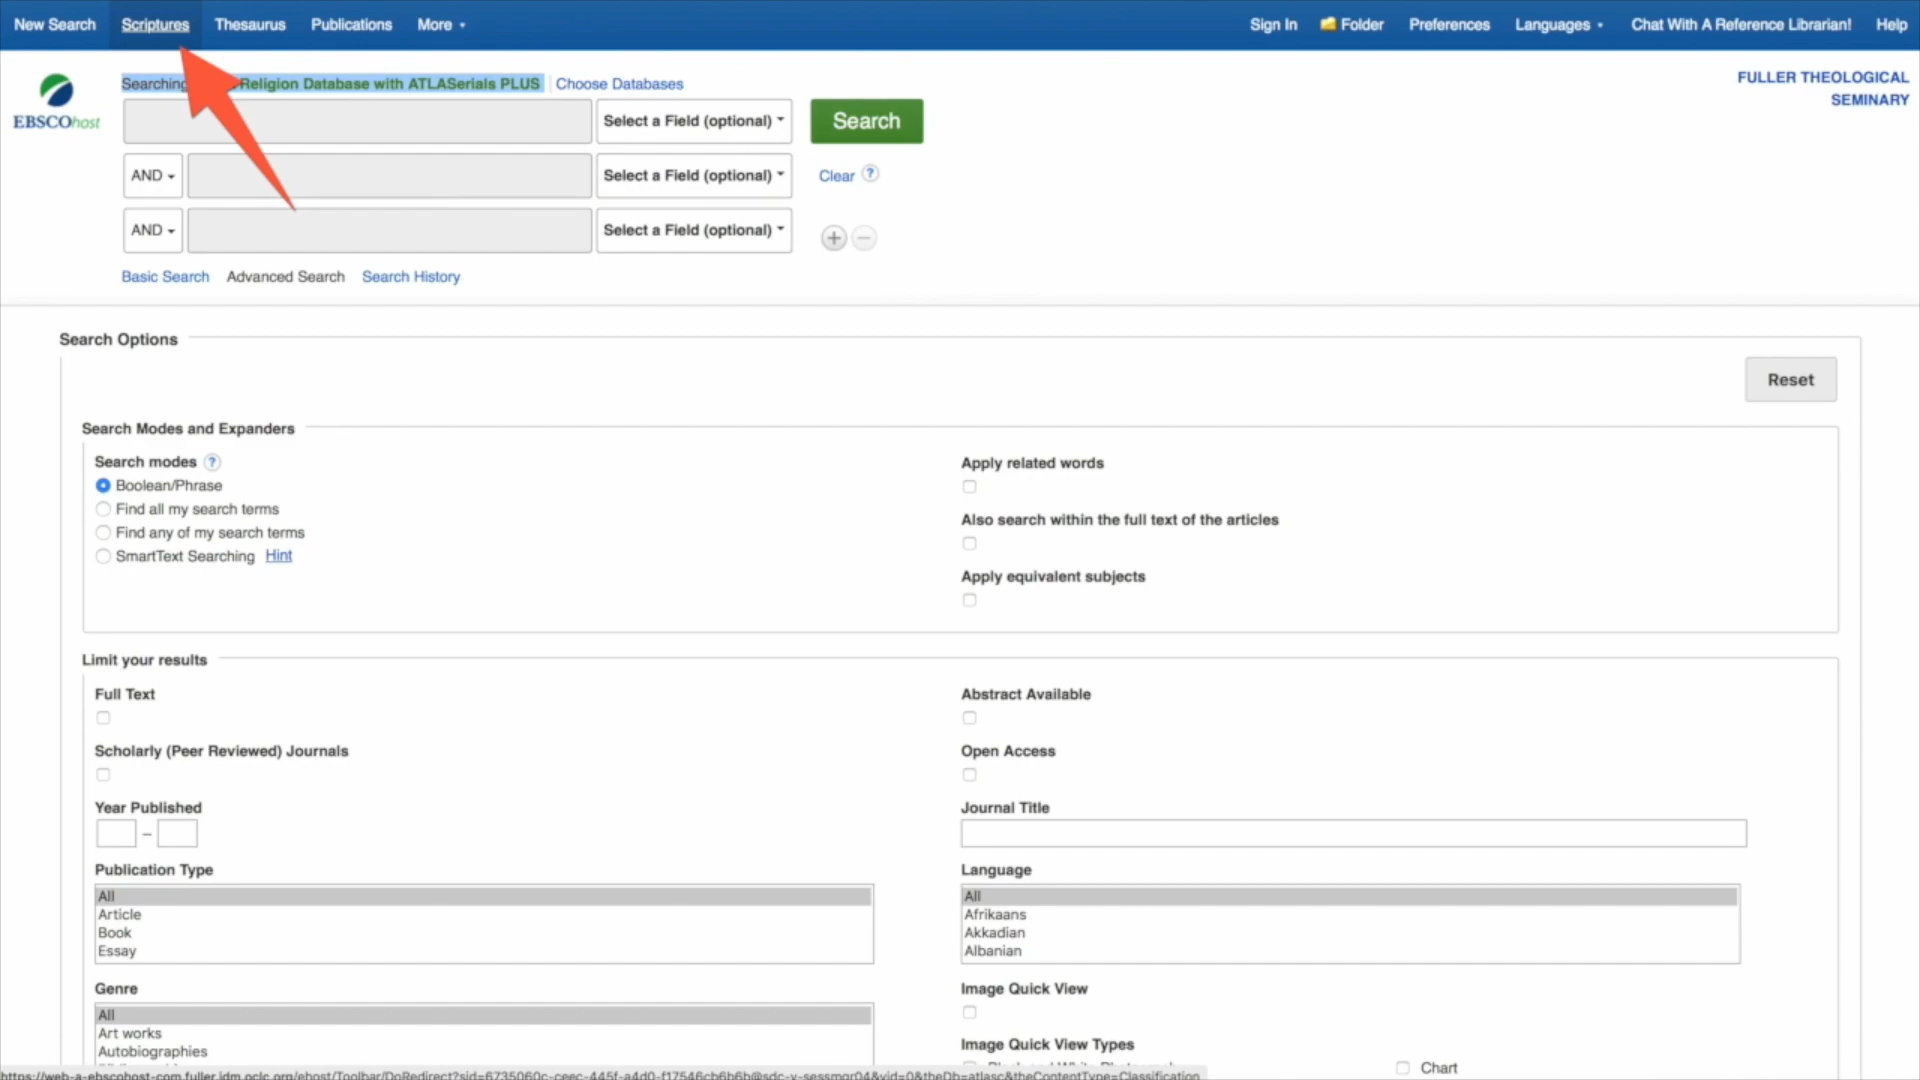 New Search Scriptures Thesaurus Publications More Sign In Folder Preferences Languages Chat With A Reference Librarian! Help
Searching Religion Database with ATLASerials PLUS Choose Databases
FULLER THEOLOGICAL
SEMINARY
EBSCOhost
Select a Field (optional) Search
AND Select a Field (optional) Clear ?
AND Select a Field (optional) + −
Basic Search Advanced Search Search History
Search Options
Reset
Search Modes and Expanders
Search modes ?
Boolean/Phrase
Find all my search terms
Find any of my search terms
SmartText Searching Hint
Apply related words
Also search within the full text of the articles
Apply equivalent subjects
Limit your results
Full Text
Abstract Available
Scholarly (Peer Reviewed) Journals
Open Access
Year Published
–
Journal Title
Publication Type
All
Article
Book
Essay
Language
All
Afrikaans
Akkadian
Albanian
Genre
All
Art works
Autobiographies
Image Quick View
Image Quick View Types
Chart